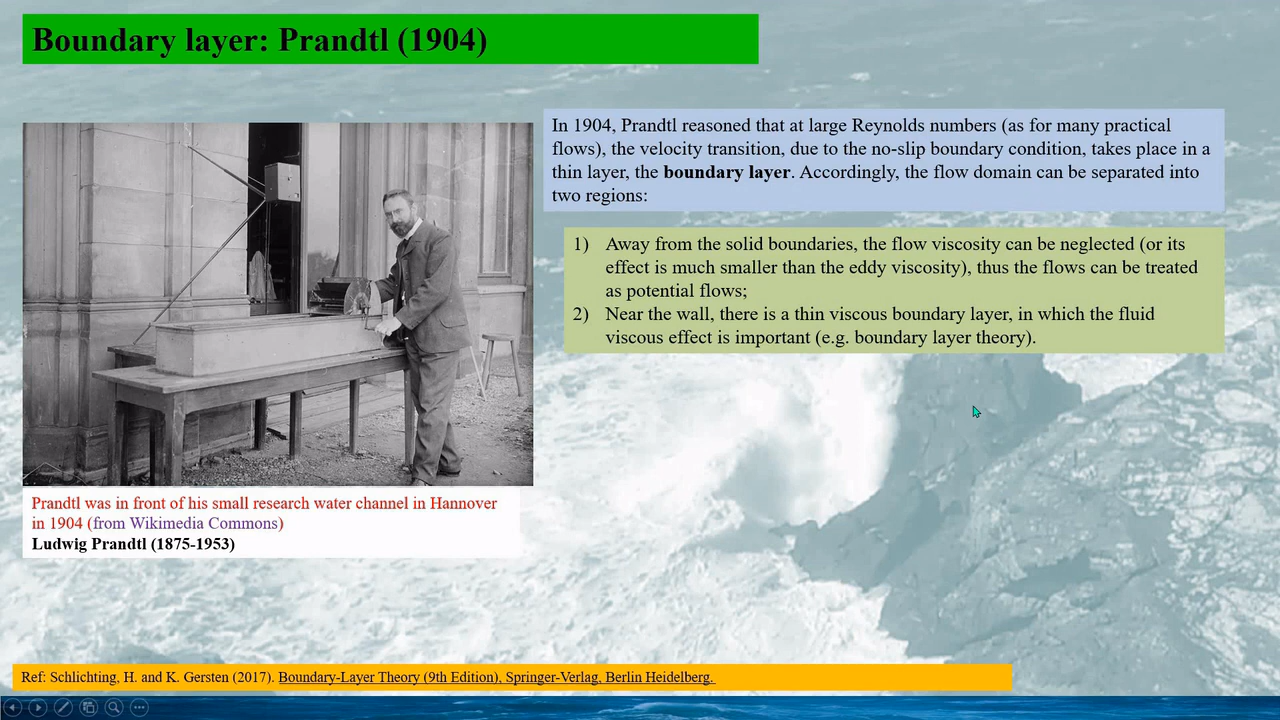 Boundary layer: Prandtl (1904)
In 1904, Prandtl reasoned that at large Reynolds numbers (as for many practical
flows), the velocity transition, due to the no-slip boundary condition, takes place in a
thin layer, the boundary layer. Accordingly, the flow domain can be separated into
two regions:
1) Away from the solid boundaries, the flow viscosity can be neglected (or its
effect is much smaller than the eddy viscosity), thus the flows can be treated
as potential flows;
2) Near the wall, there is a thin viscous boundary layer, in which the fluid
viscous effect is important (e.g. boundary layer theory).
Prandtl was in front of his small research water channel in Hannover
in 1904 (from Wikimedia Commons)
Ludwig Prandtl (1875-1953)
Ref: Schlichting, H. and K. Gersten (2017). Boundary-Layer Theory (9th Edition), Springer-Verlag, Berlin Heidelberg.